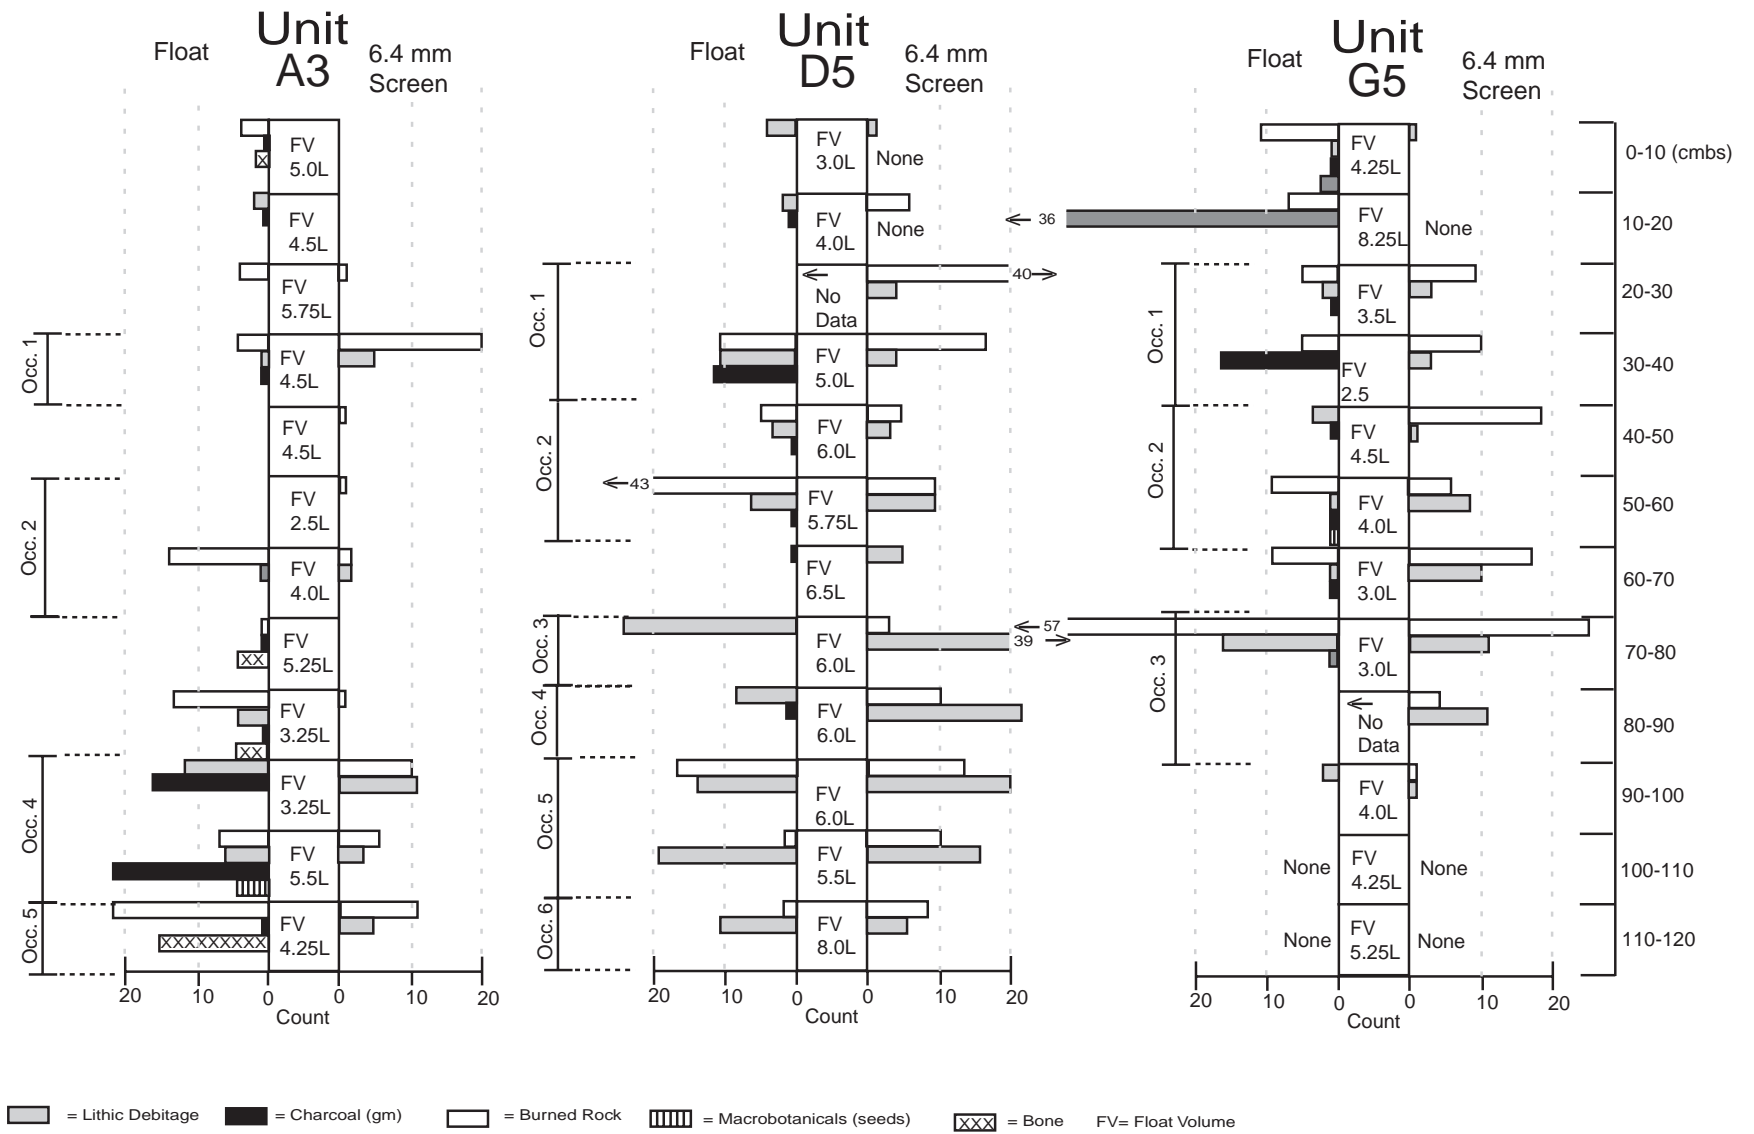 Unit
A3
Float
6.4 mm
Screen
FV
5.0L
FV
4.5L
FV
5.75L
Occ. 1
FV
4.5L
FV
4.5L
Occ. 2
FV
2.5L
FV
4.0L
FV
5.25L
FV
3.25L
Occ. 4
FV
3.25L
FV
5.5L
Occ. 5
FV
4.25L
20 10 0 0 10 20
Count
Unit
D5
Float
6.4 mm
Screen
FV
3.0L
None
FV
4.0L
None
Occ. 1
No
Data
40
FV
5.0L
Occ. 2
FV
6.0L
43
FV
5.75L
FV
6.5L
Occ. 3
FV
6.0L
39
Occ. 4
FV
6.0L
Occ. 5
FV
6.0L
FV
5.5L
Occ. 6
FV
8.0L
20 10 0 0 10 20
Count
Unit
G5
Float
6.4 mm
Screen
FV
4.25L
36
FV
8.25L
None
Occ. 1
FV
3.5L
FV
2.5
Occ. 2
FV
4.5L
FV
4.0L
FV
3.0L
57
Occ. 3
FV
3.0L
No
Data
FV
4.0L
None
FV
4.25L
None
None
FV
5.25L
None
20 10 0 0 10 20
Count
0-10 (cmbs)
10-20
20-30
30-40
40-50
50-60
60-70
70-80
80-90
90-100
100-110
110-120
= Lithic Debitage = Charcoal (gm) = Burned Rock = Macrobotanicals (seeds) = Bone FV= Float Volume